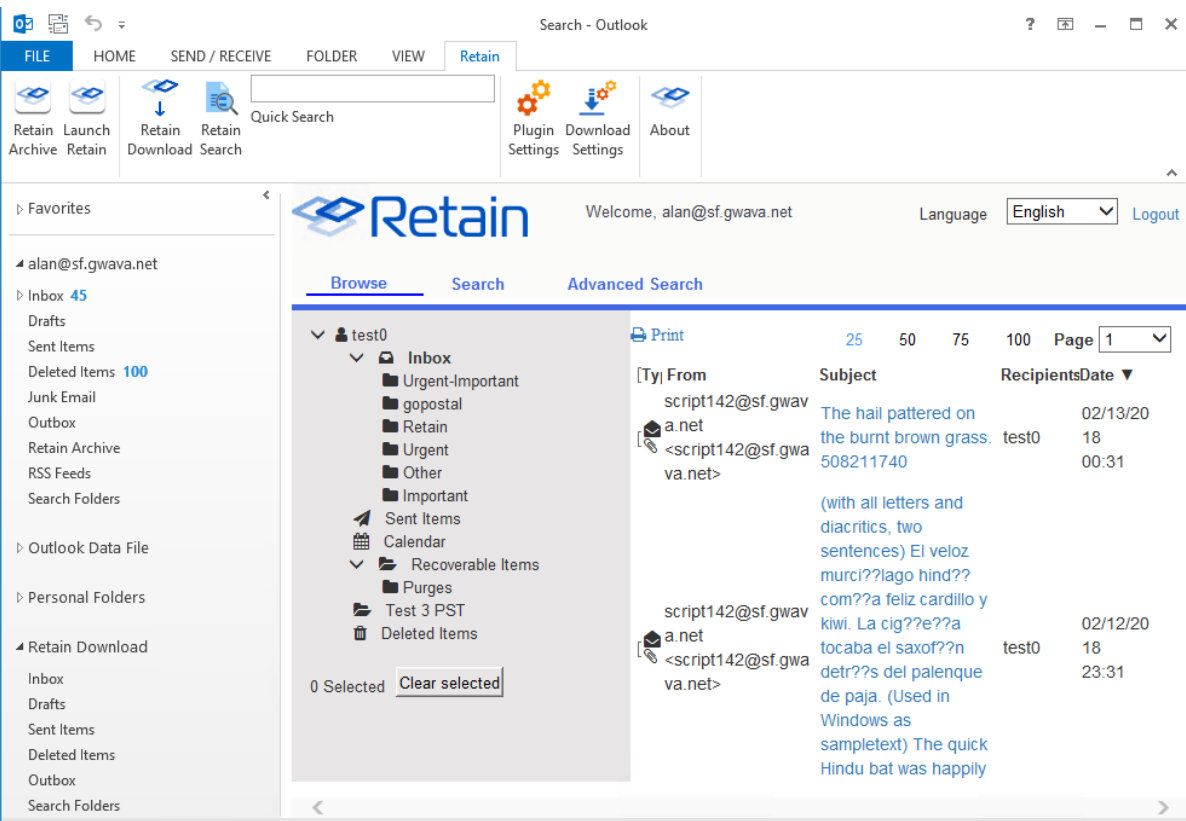 Search - Outlook
?
FILE HOME SEND / RECEIVE FOLDER VIEW Retain
Retain Archive
Launch Retain
Retain Download
Retain Search
Quick Search
Plugin Settings
Download Settings
About
Favorites
alan@sf.gwava.net
Inbox 45
Drafts
Sent Items
Deleted Items 100
Junk Email
Outbox
Retain Archive
RSS Feeds
Search Folders
Outlook Data File
Personal Folders
Retain Download
Inbox
Drafts
Sent Items
Deleted Items
Outbox
Search Folders
Retain
Welcome, alan@sf.gwava.net
Language English Logout
Browse Search Advanced Search
test0
Inbox
Urgent-Important
gopostal
Retain
Urgent
Other
Important
Sent Items
Calendar
Recoverable Items
Purges
Test 3 PST
Deleted Items
0 Selected Clear selected
Print 25 50 75 100 Page 1
[Ty| From Subject Recipients Date ▼
script142@sf.gwav
a.net
<script142@sf.gwa
va.net>
The hail pattered on
the burnt brown grass.
508211740
test0
02/13/20
18
00:31
script142@sf.gwav
a.net
<script142@sf.gwa
va.net>
(with all letters and
diacritics, two
sentences) El veloz
murci??lago hind??
com??a feliz cardillo y
kiwi. La cig??e??a
tocaba el saxof??n
detr??s del palenque
de paja. (Used in
Windows as
sampletext) The quick
Hindu bat was happily
test0
02/12/20
18
23:31